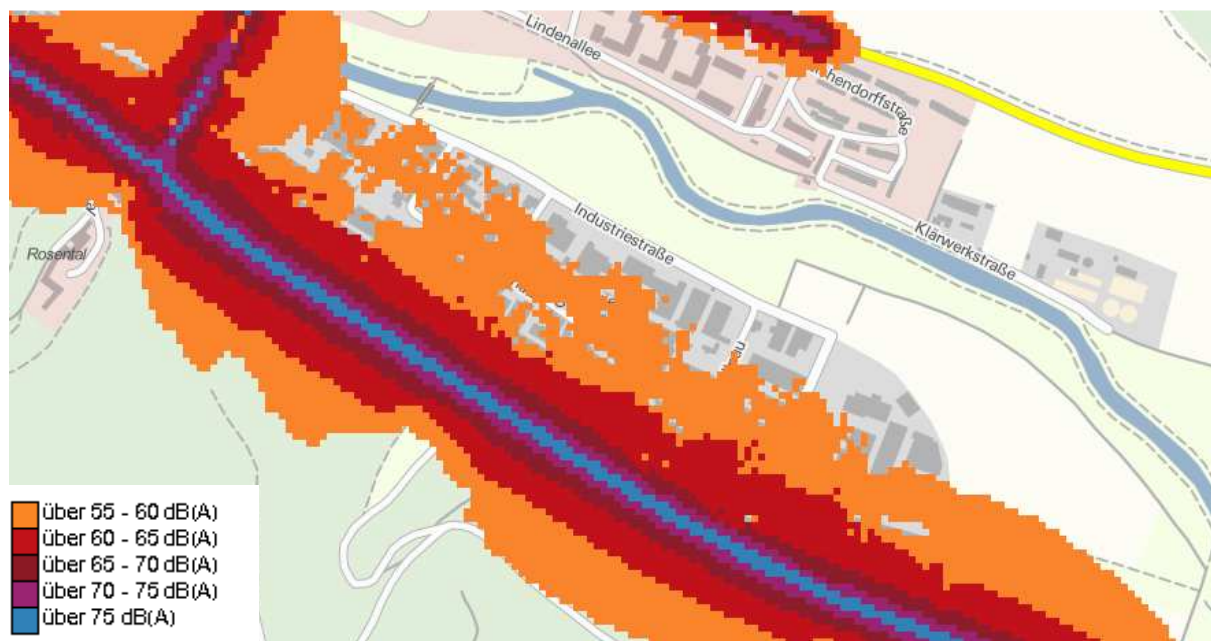 Lindenallee
Industriestraße
Klärwerkstraße
Rosental
über 55 - 60 dB(A)
über 60 - 65 dB(A)
über 65 - 70 dB(A)
über 70 - 75 dB(A)
über 75 dB(A)